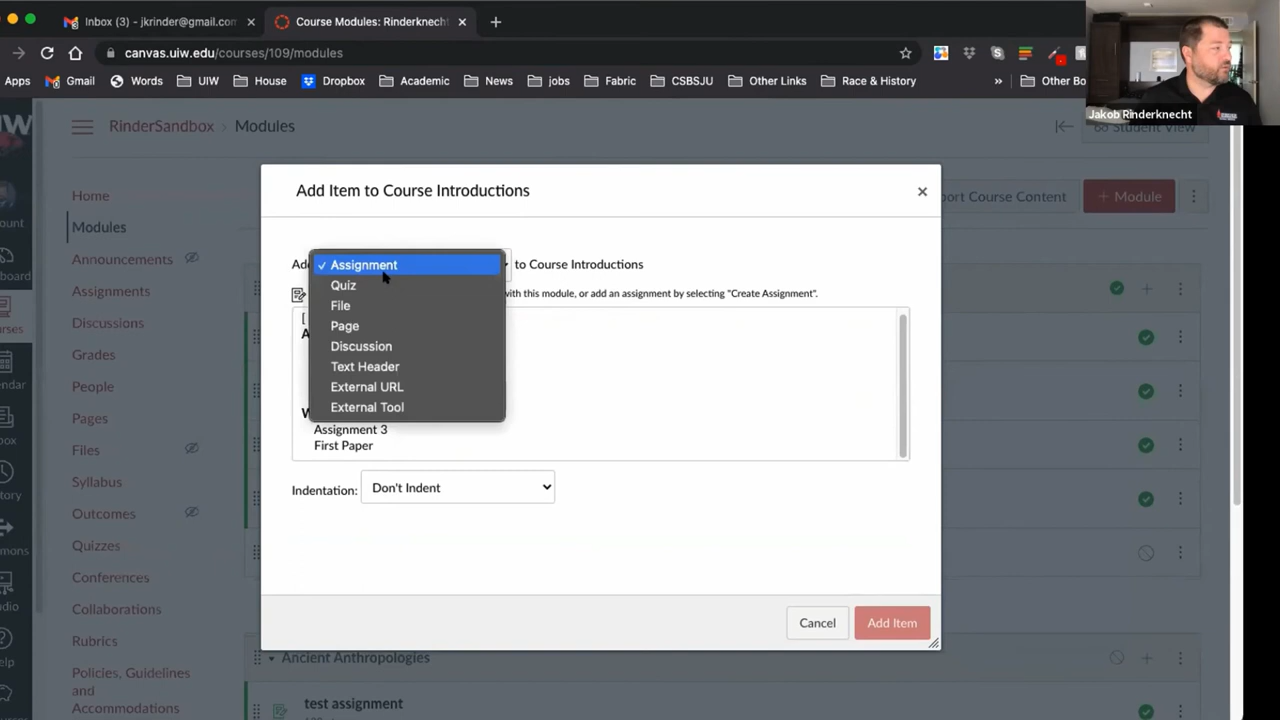 Inbox (3) - jkrinder@gmail.com
Course Modules: Rinderknecht
canvas.uiw.edu/courses/109/modules
Apps
Gmail
Words
UIW
House
Dropbox
Academic
News
jobs
Fabric
CSBSJU
Other Links
Race & History
»
Other Bo
Jakob Rinderknecht
RinderSandbox › Modules
Student View
Home
Modules
Announcements
Assignments
Discussions
Grades
People
Pages
Files
Syllabus
Outcomes
Quizzes
Conferences
Collaborations
Rubrics
Policies, Guidelines
and
Accommodations
port Course Content
+ Module
Add Item to Course Introductions
Add
to Course Introductions
✓ Assignment
Quiz
File
Page
Discussion
Text Header
External URL
External Tool
with this module, or add an assignment by selecting "Create Assignment".
Assignment 3
First Paper
Indentation:
Don't Indent
Cancel
Add Item
Ancient Anthropologies
test assignment